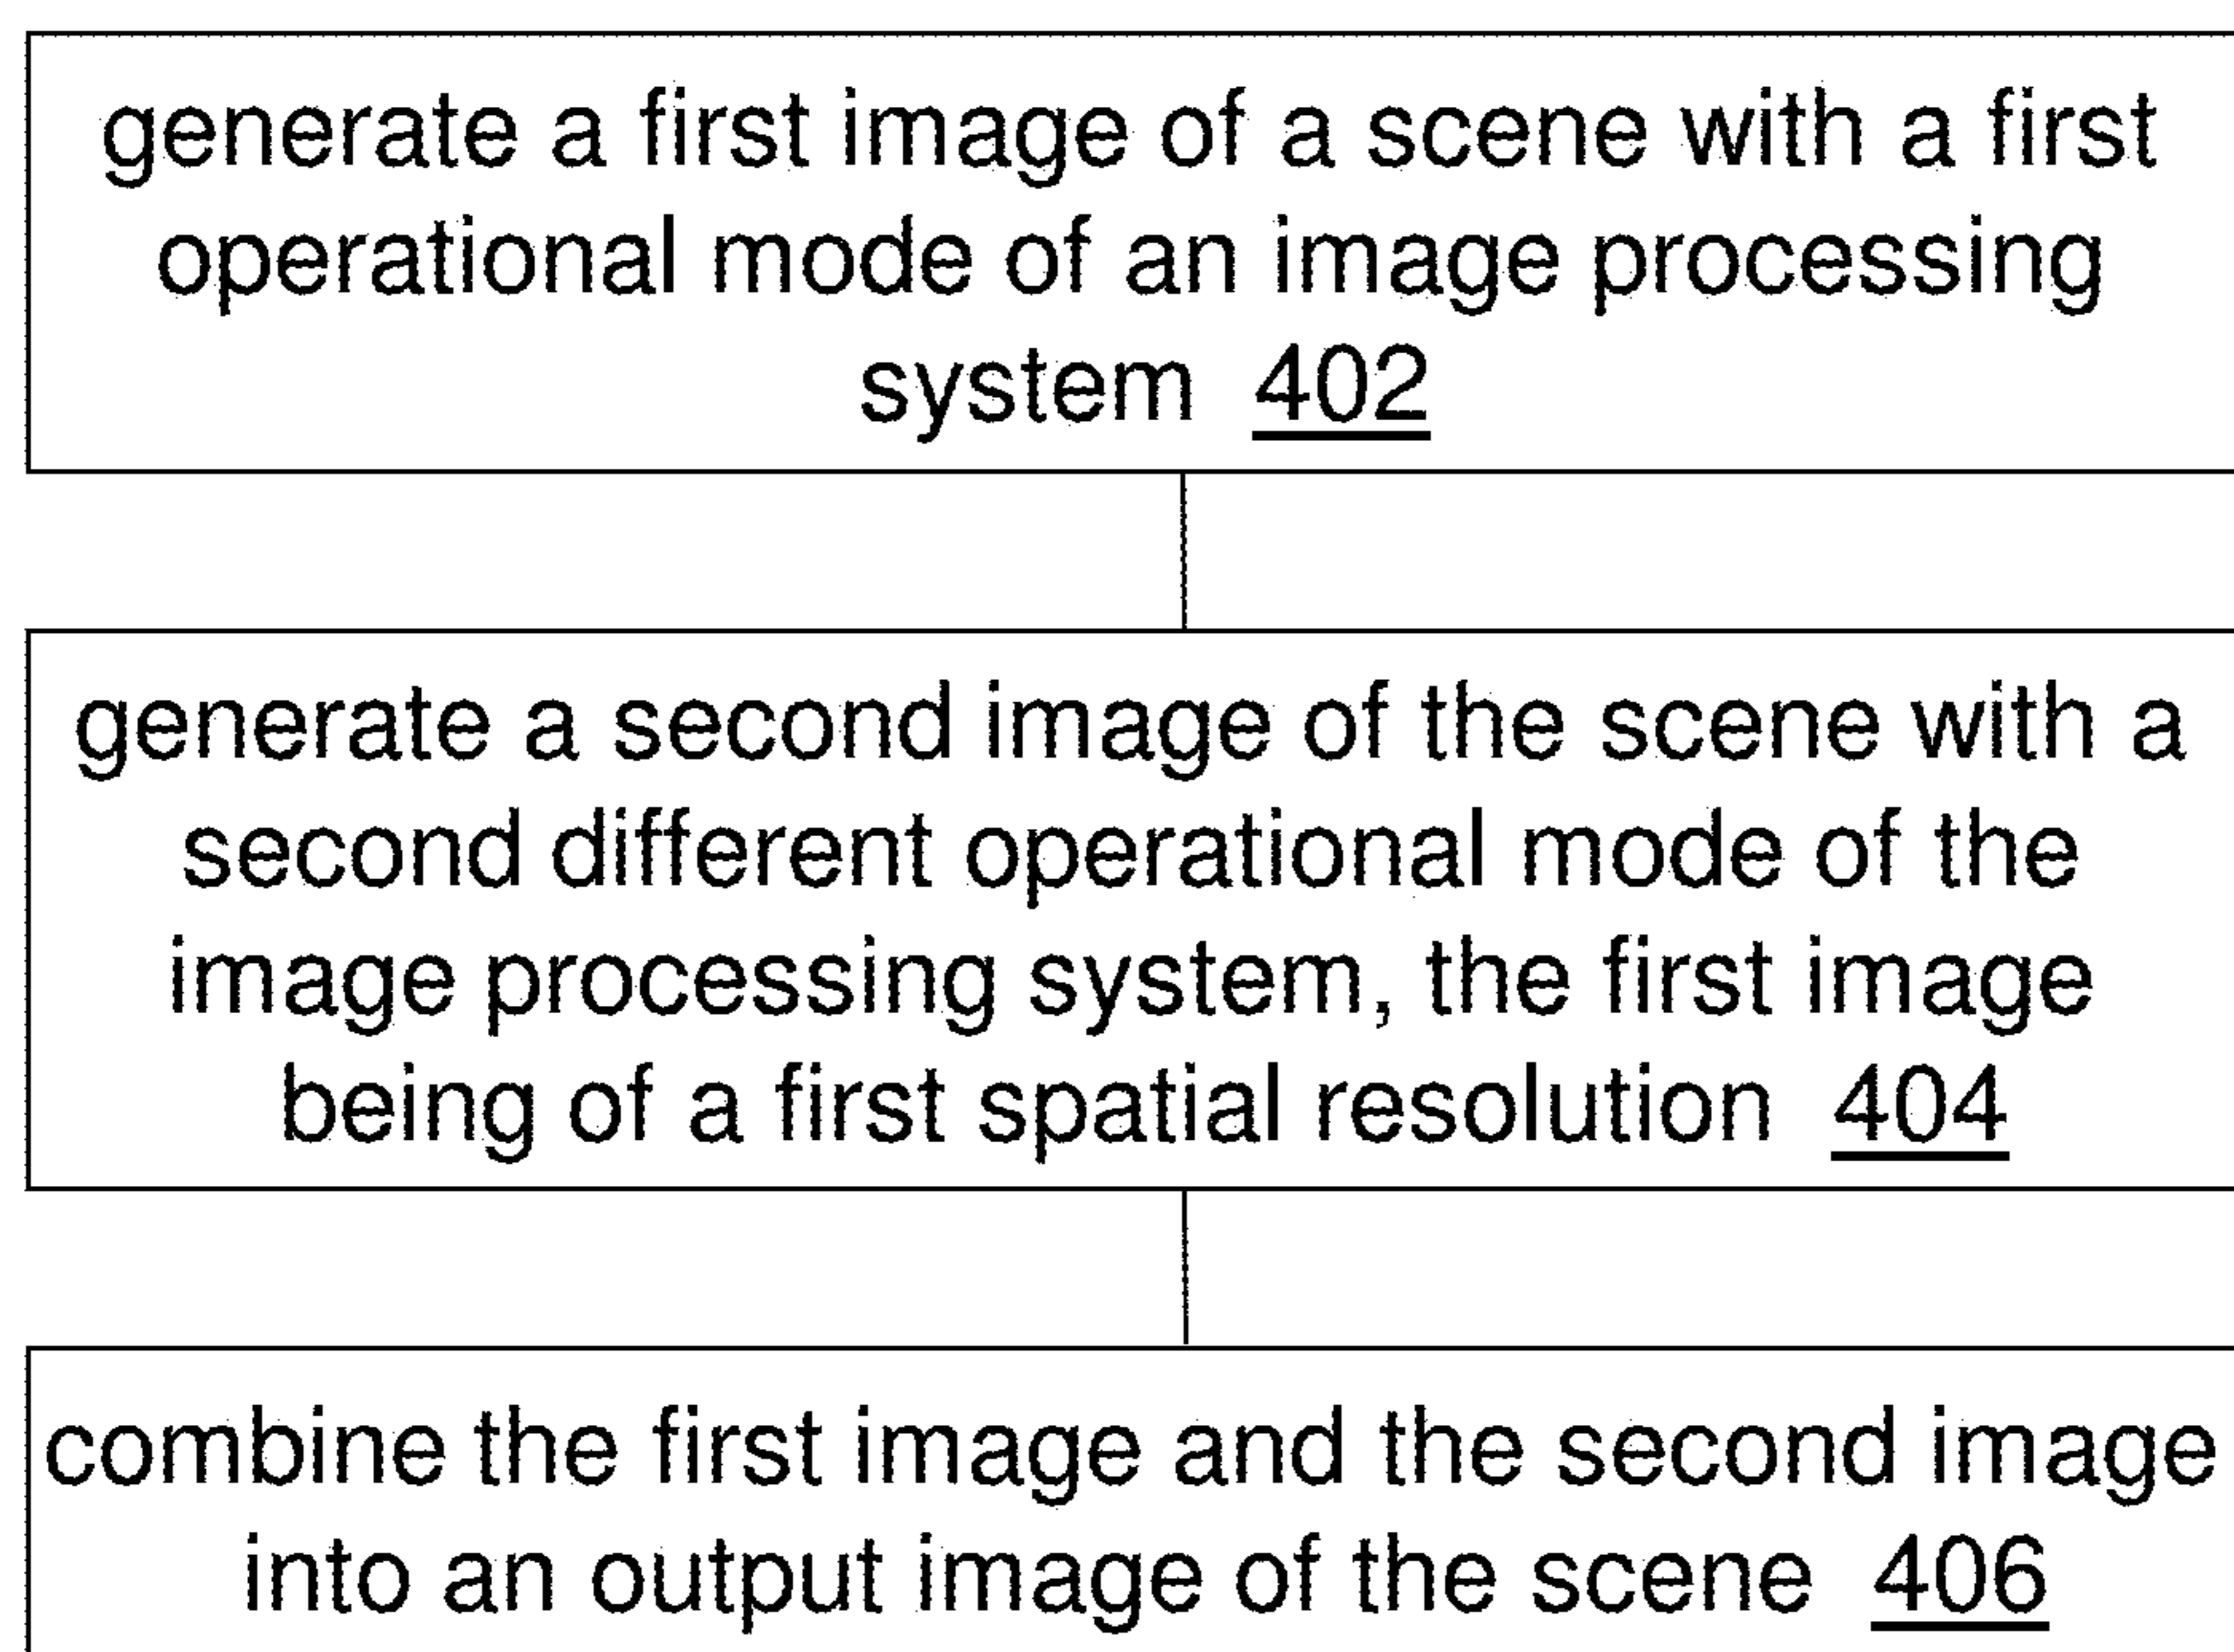 generate a first image of a scene with a first
operational mode of an image processing
system 402
generate a second image of the scene with a
second different operational mode of the
image processing system, the first image
being of a first spatial resolution 404
combine the first image and the second image
into an output image of the scene 406